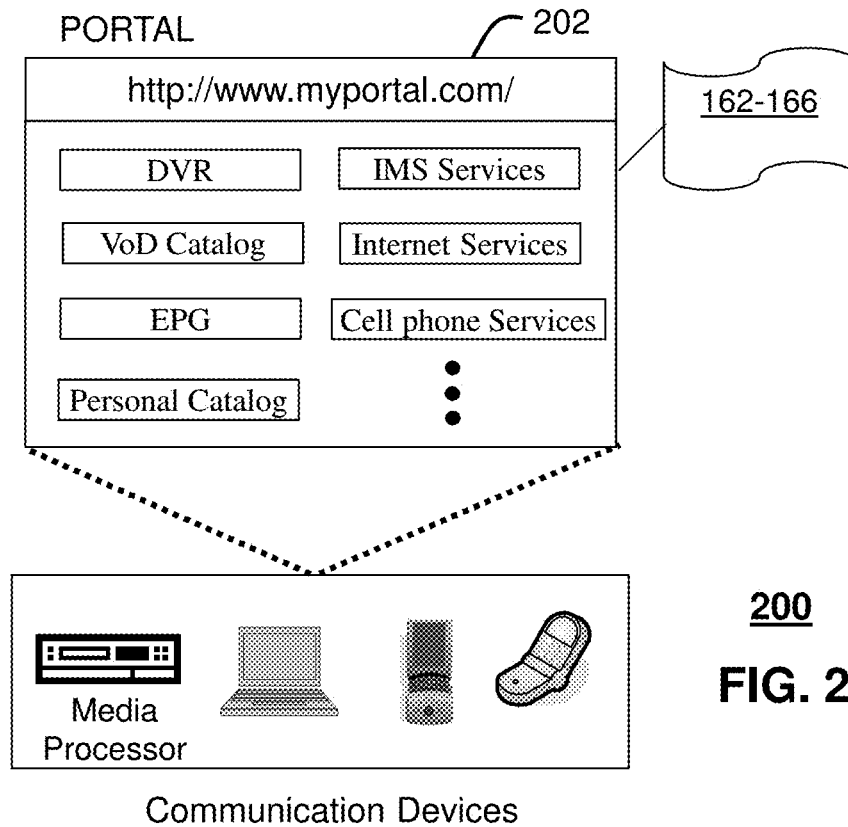 PORTAL
202
http://www.myportal.com/
162-166
DVR
IMS Services
VoD Catalog
Internet Services
EPG
Cell phone Services
Personal Catalog
Media
Processor
200
FIG. 2
Communication Devices